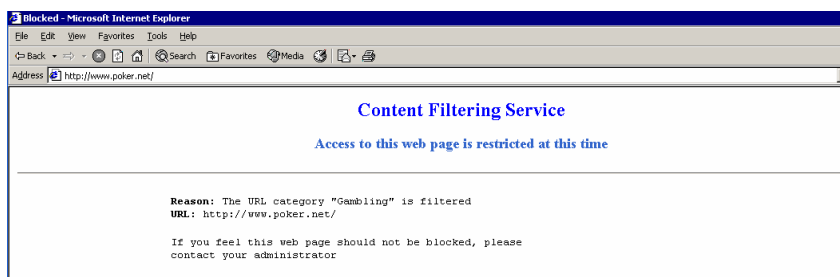 Blocked - Microsoft Internet Explorer
File Edit View Favorites Tools Help
Back Search Favorites Media
Address http://www.poker.net/
Content Filtering Service
Access to this web page is restricted at this time
Reason: The URL category "Gambling" is filtered
URL: http://www.poker.net/
If you feel this web page should not be blocked, please
contact your administrator